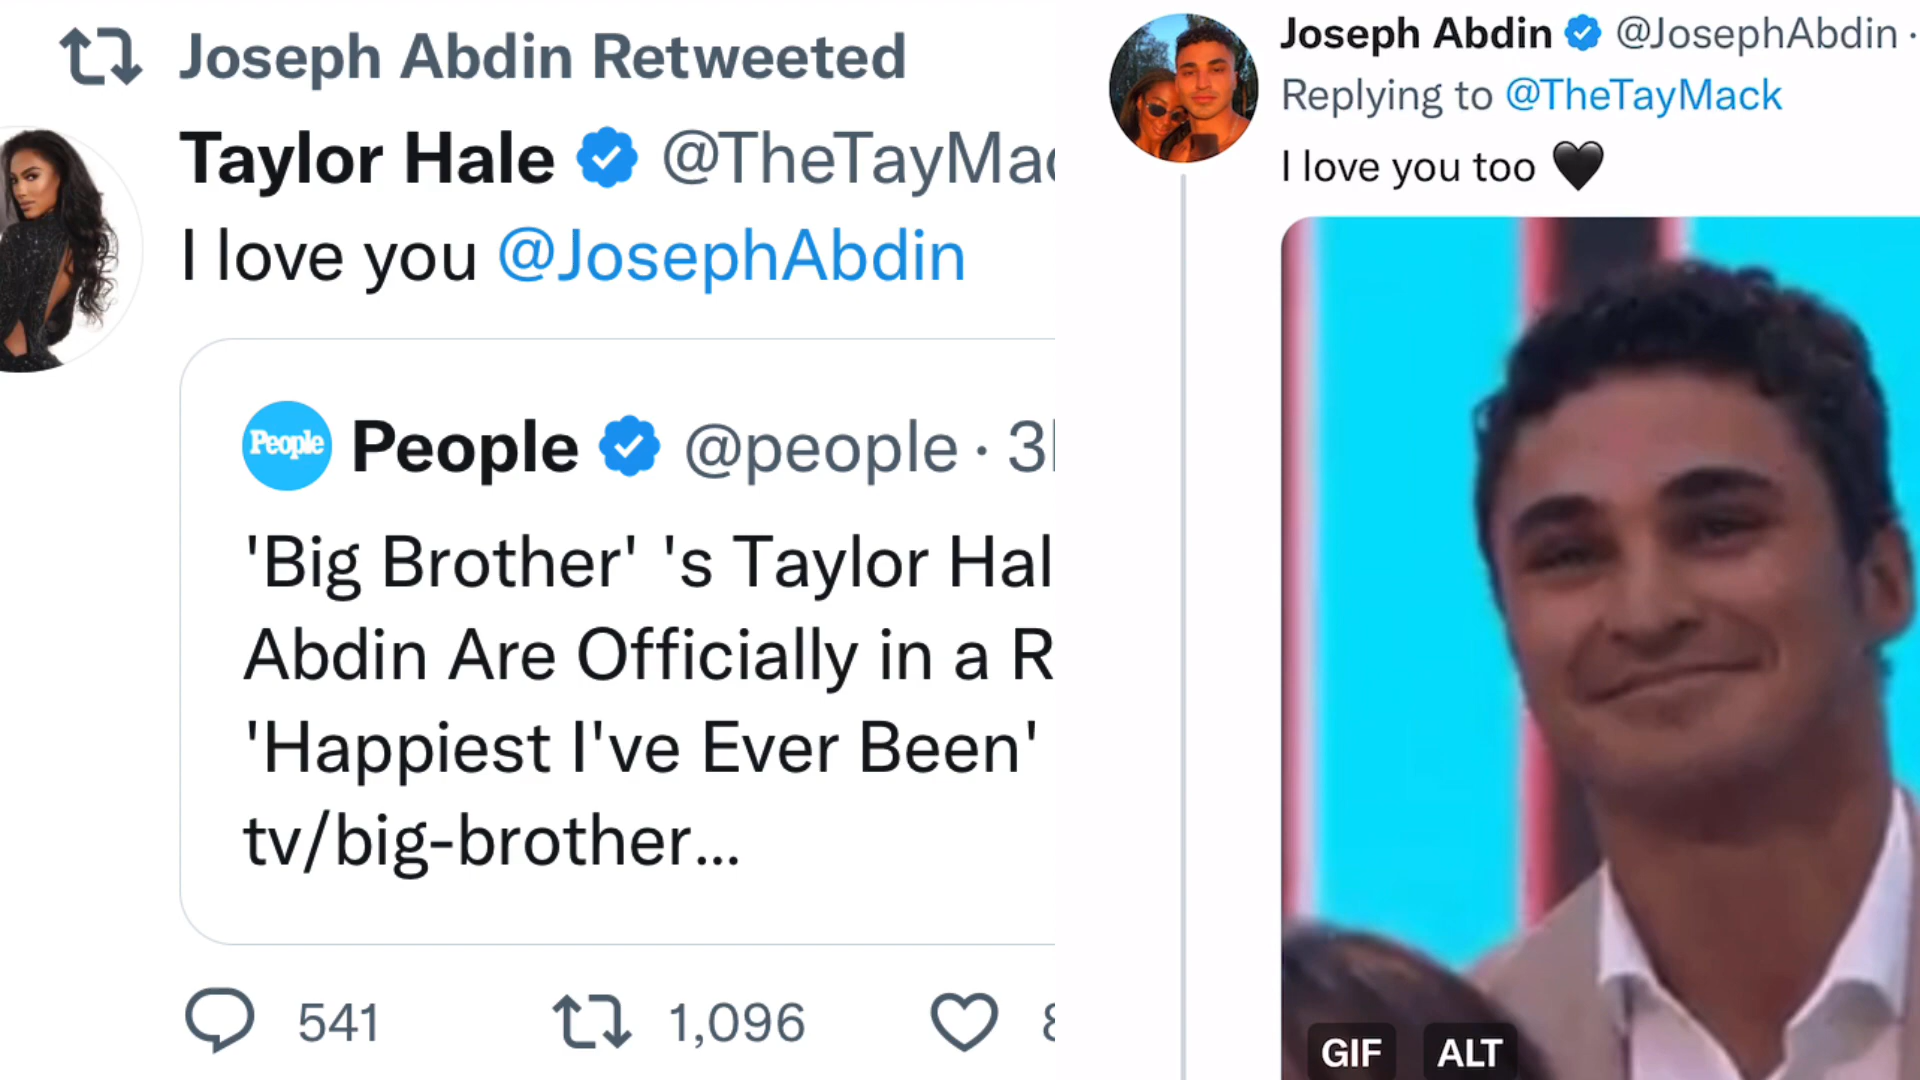 Joseph Abdin Retweeted
Taylor Hale @TheTayMac
I love you @JosephAbdin
People People @people · 3
'Big Brother' 's Taylor Hal
Abdin Are Officially in a R
'Happiest I've Ever Been'
tv/big-brother...
541 1,096
Joseph Abdin @JosephAbdin ·
Replying to @TheTayMack
I love you too 🖤
GIF ALT